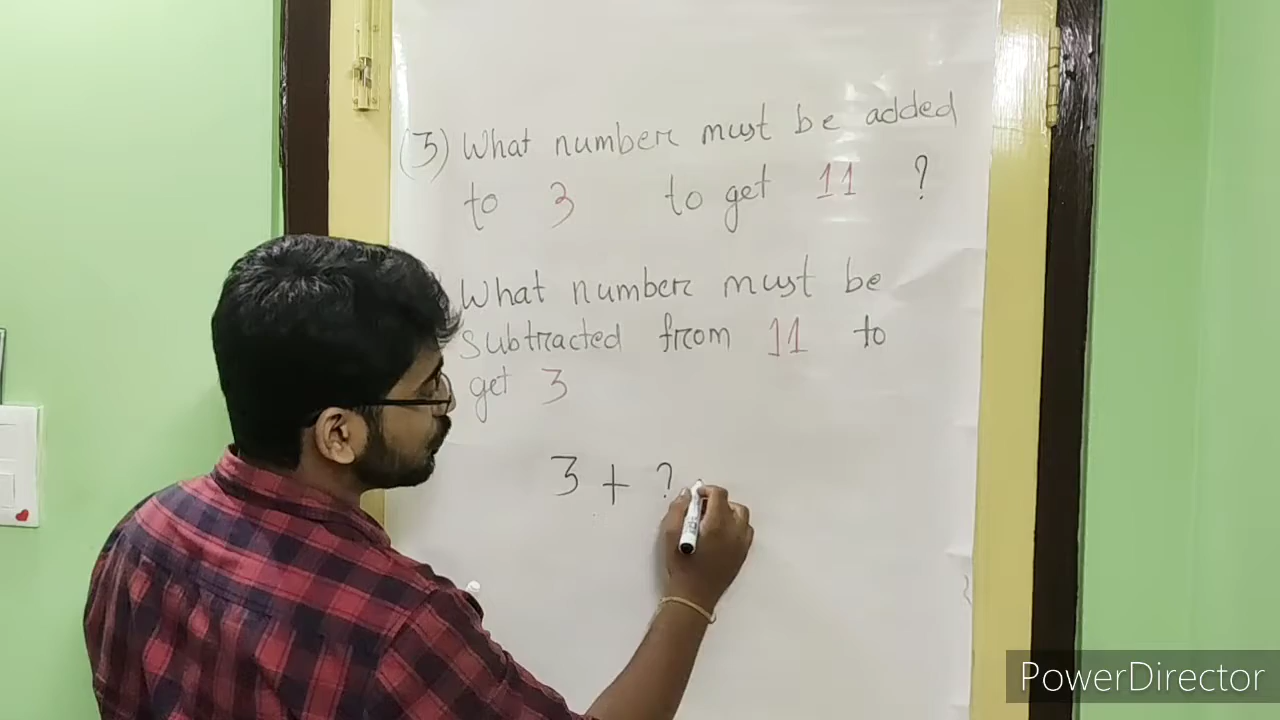 (3) What number must be added
to 3 to get 11 ?
What number must be
subtracted from 11 to
get 3
3 + ?
PowerDirector